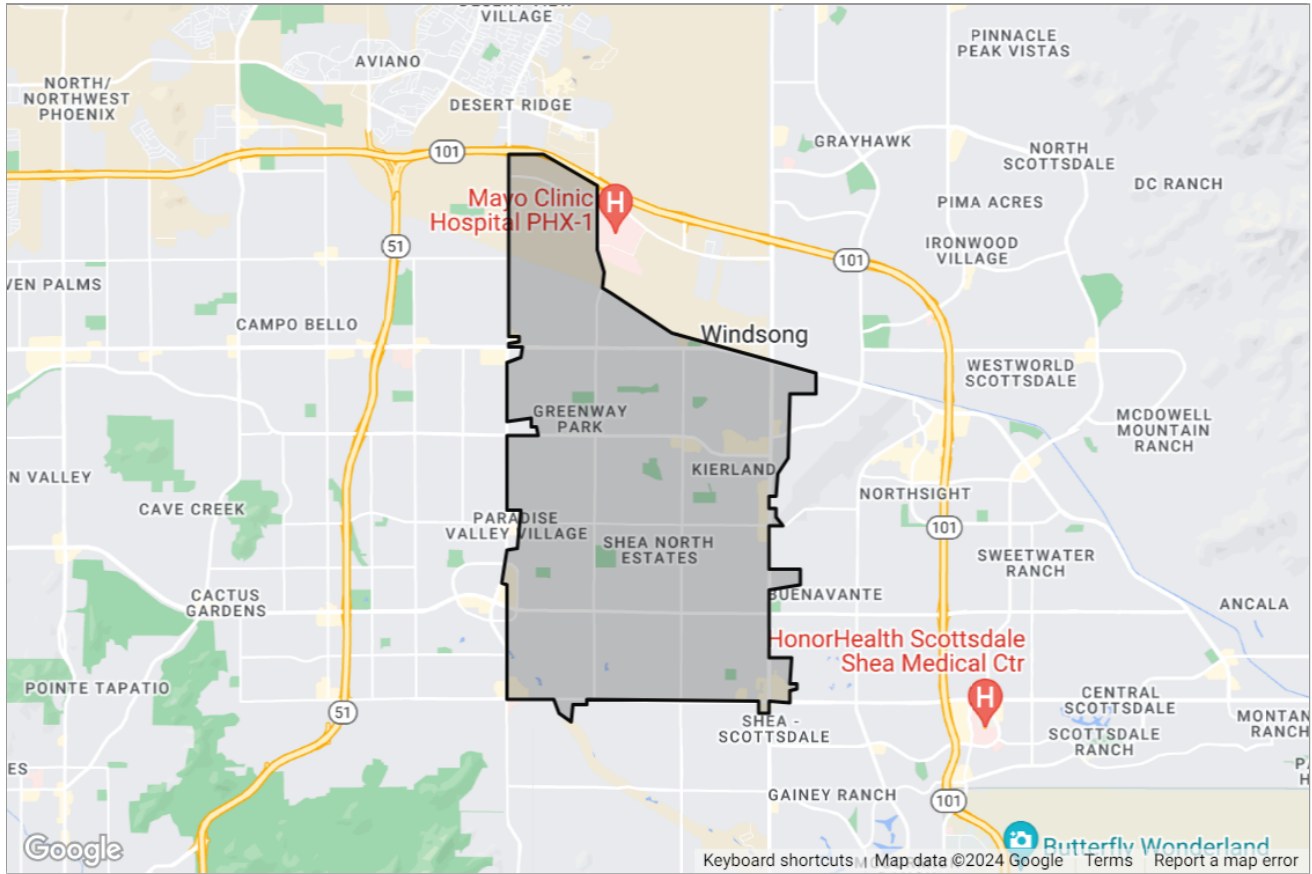 VILLAGE
PINNACLE
PEAK VISTAS
AVIANO
NORTH/
NORTHWEST
PHOENIX
DESERT RIDGE
GRAYHAWK
101
NORTH
SCOTTSDALE
DC RANCH
Mayo Clinic
Hospital PHX-1
H
PIMA ACRES
51
IRONWOOD
VILLAGE
101
VEN PALMS
CAMPO BELLO
Windsong
WESTWORLD
SCOTTSDALE
GREENWAY
PARK
MCDOWELL
MOUNTAIN
RANCH
KIERLAND
N VALLEY
NORTHSIGHT
CAVE CREEK
PARADISE
VALLEY VILLAGE
101
SHEA NORTH
ESTATES
SWEETWATER
RANCH
CACTUS
GARDENS
BUENAVANTE
ANCALA
HonorHealth Scottsdale
Shea Medical Ctr
H
POINTE TAPATIO
CENTRAL
SCOTTSDALE
51
SHEA -
SCOTTSDALE
SCOTTSDALE
RANCH
MONTAN
RANCH
ES
GAINEY RANCH
101
Butterfly Wonderland
Google
Keyboard shortcuts Map data ©2024 Google Terms Report a map error